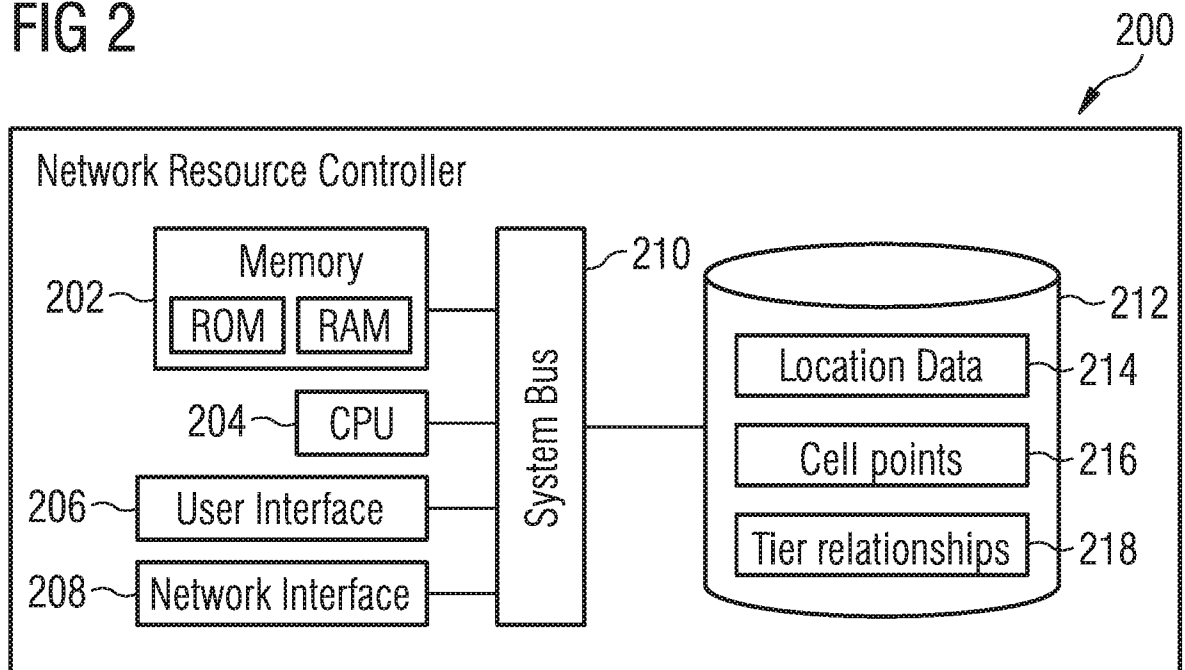 FIG 2
200
Network Resource Controller
Memory
202
ROM
RAM
204
CPU
206
User Interface
208
Network Interface
System Bus
210
212
Location Data
214
Cell points
216
Tier relationships
218